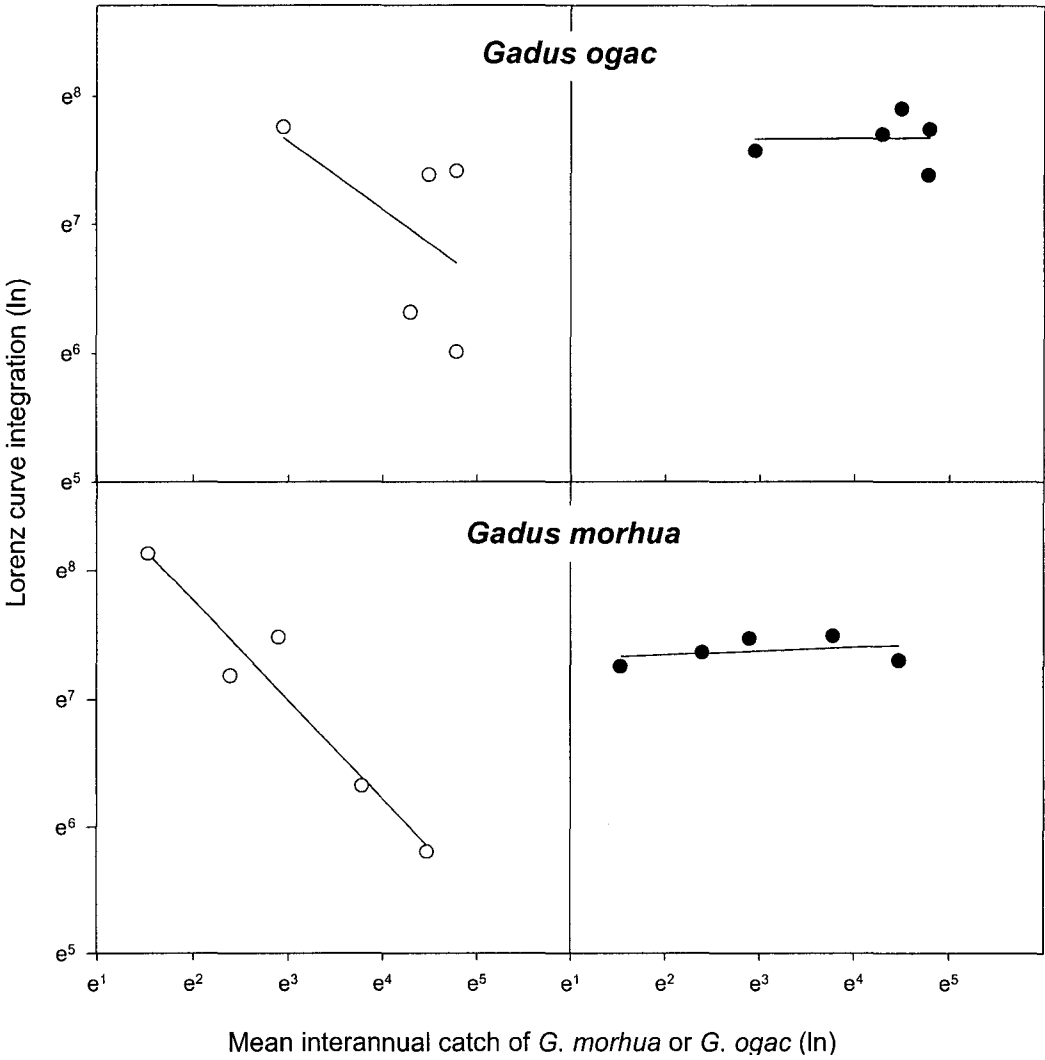 Gadus ogac
e⁸
e⁷
e⁶
e⁵
Lorenz curve integration (ln)
Gadus morhua
e⁸
e⁷
e⁶
e⁵
e¹ e² e³ e⁴ e⁵ e¹ e² e³ e⁴ e⁵
Mean interannual catch of G. morhua or G. ogac (ln)